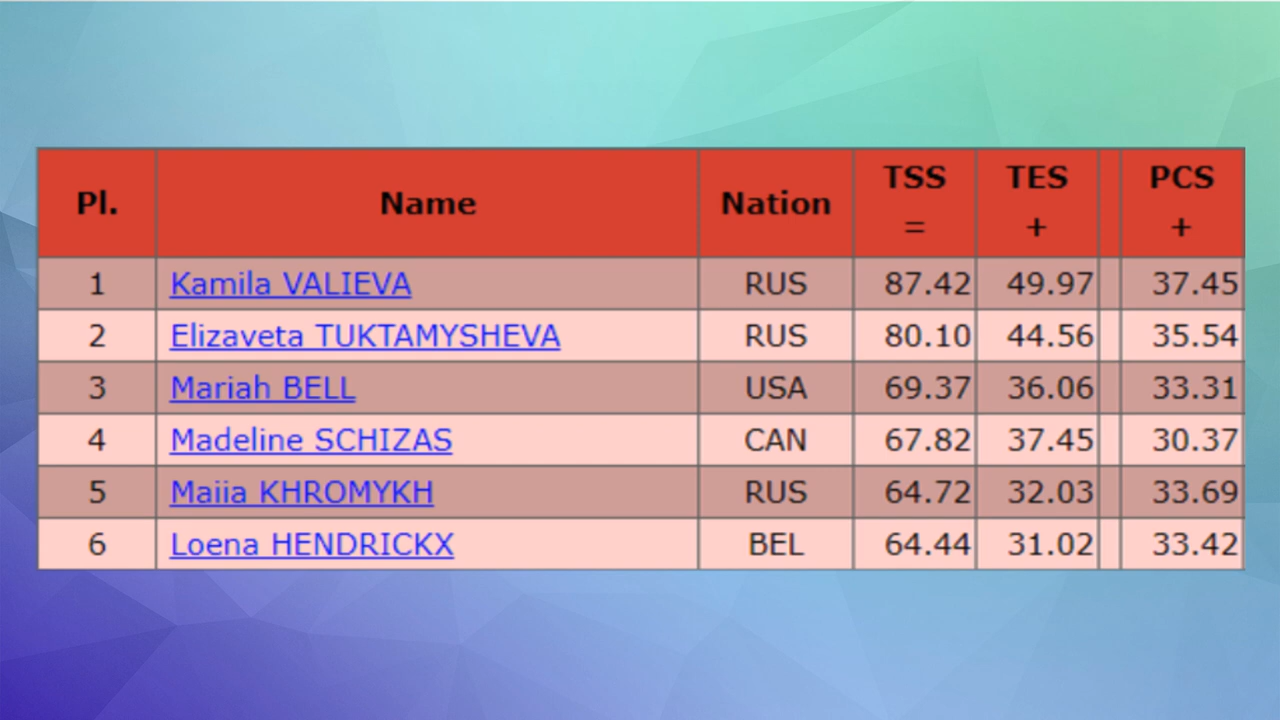 Pl. Name Nation TSS = TES + PCS +
1 Kamila VALIEVA RUS 87.42 49.97 37.45
2 Elizaveta TUKTAMYSHEVA RUS 80.10 44.56 35.54
3 Mariah BELL USA 69.37 36.06 33.31
4 Madeline SCHIZAS CAN 67.82 37.45 30.37
5 Maiia KHROMYKH RUS 64.72 32.03 33.69
6 Loena HENDRICKX BEL 64.44 31.02 33.42